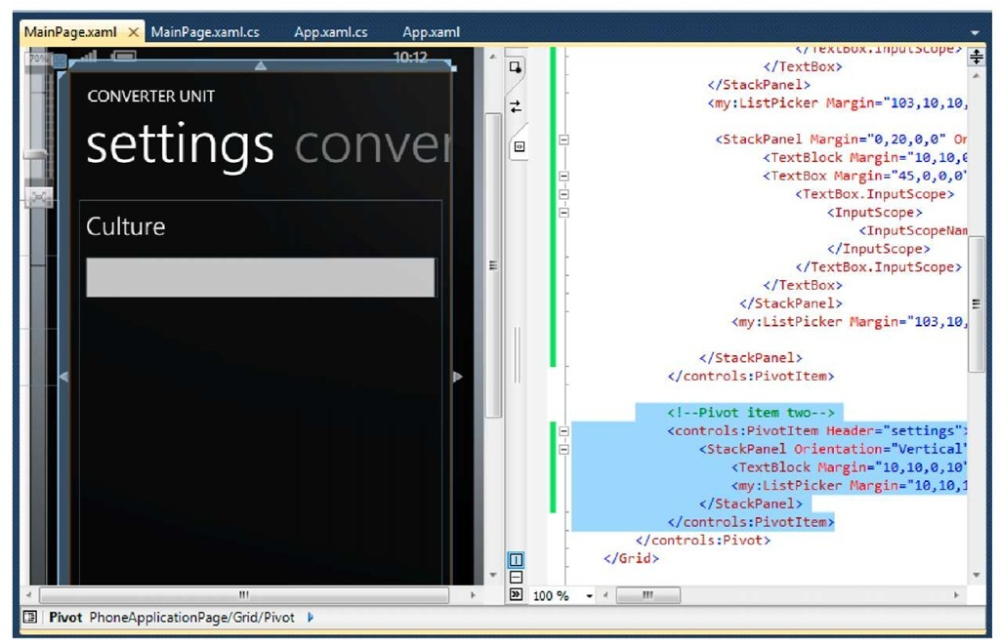 MainPage.xaml MainPage.xaml.cs App.xaml.cs App.xaml
70%
10:12
CONVERTER UNIT
settings conver
Culture
</TextBox.InputScope>
</TextBox>
</StackPanel>
<my:ListPicker Margin="103,10,10,
<StackPanel Margin="0,20,0,0" Or
<TextBlock Margin="10,10,0
<TextBox Margin="45,0,0,0"
<TextBox.InputScope>
<InputScope>
<InputScopeNam
</InputScope>
</TextBox.InputScope>
</TextBox>
</StackPanel>
<my:ListPicker Margin="103,10,
</StackPanel>
</controls:PivotItem>
<!--Pivot item two-->
<controls:PivotItem Header="settings">
<StackPanel Orientation="Vertical"
<TextBlock Margin="10,10,0,10"
<my:ListPicker Margin="10,10,1
</StackPanel>
</controls:PivotItem>
</controls:Pivot>
</Grid>
100 %
Pivot PhoneApplicationPage/Grid/Pivot